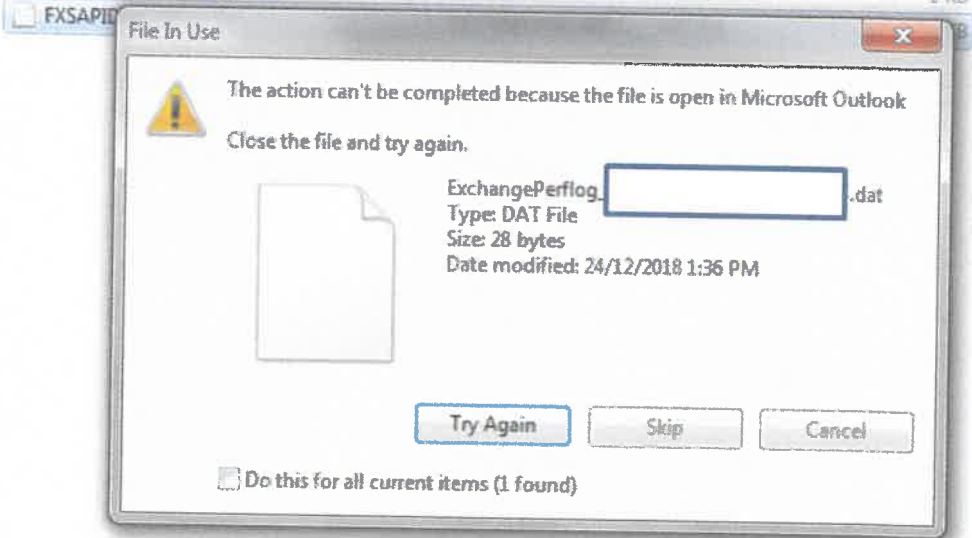 FXSAPID
File In Use
The action can't be completed because the file is open in Microsoft Outlook
Close the file and try again.
ExchangePerflog_ .dat
Type: DAT File
Size: 28 bytes
Date modified: 24/12/2018 1:36 PM
Try Again
Skip
Cancel
Do this for all current items (1 found)